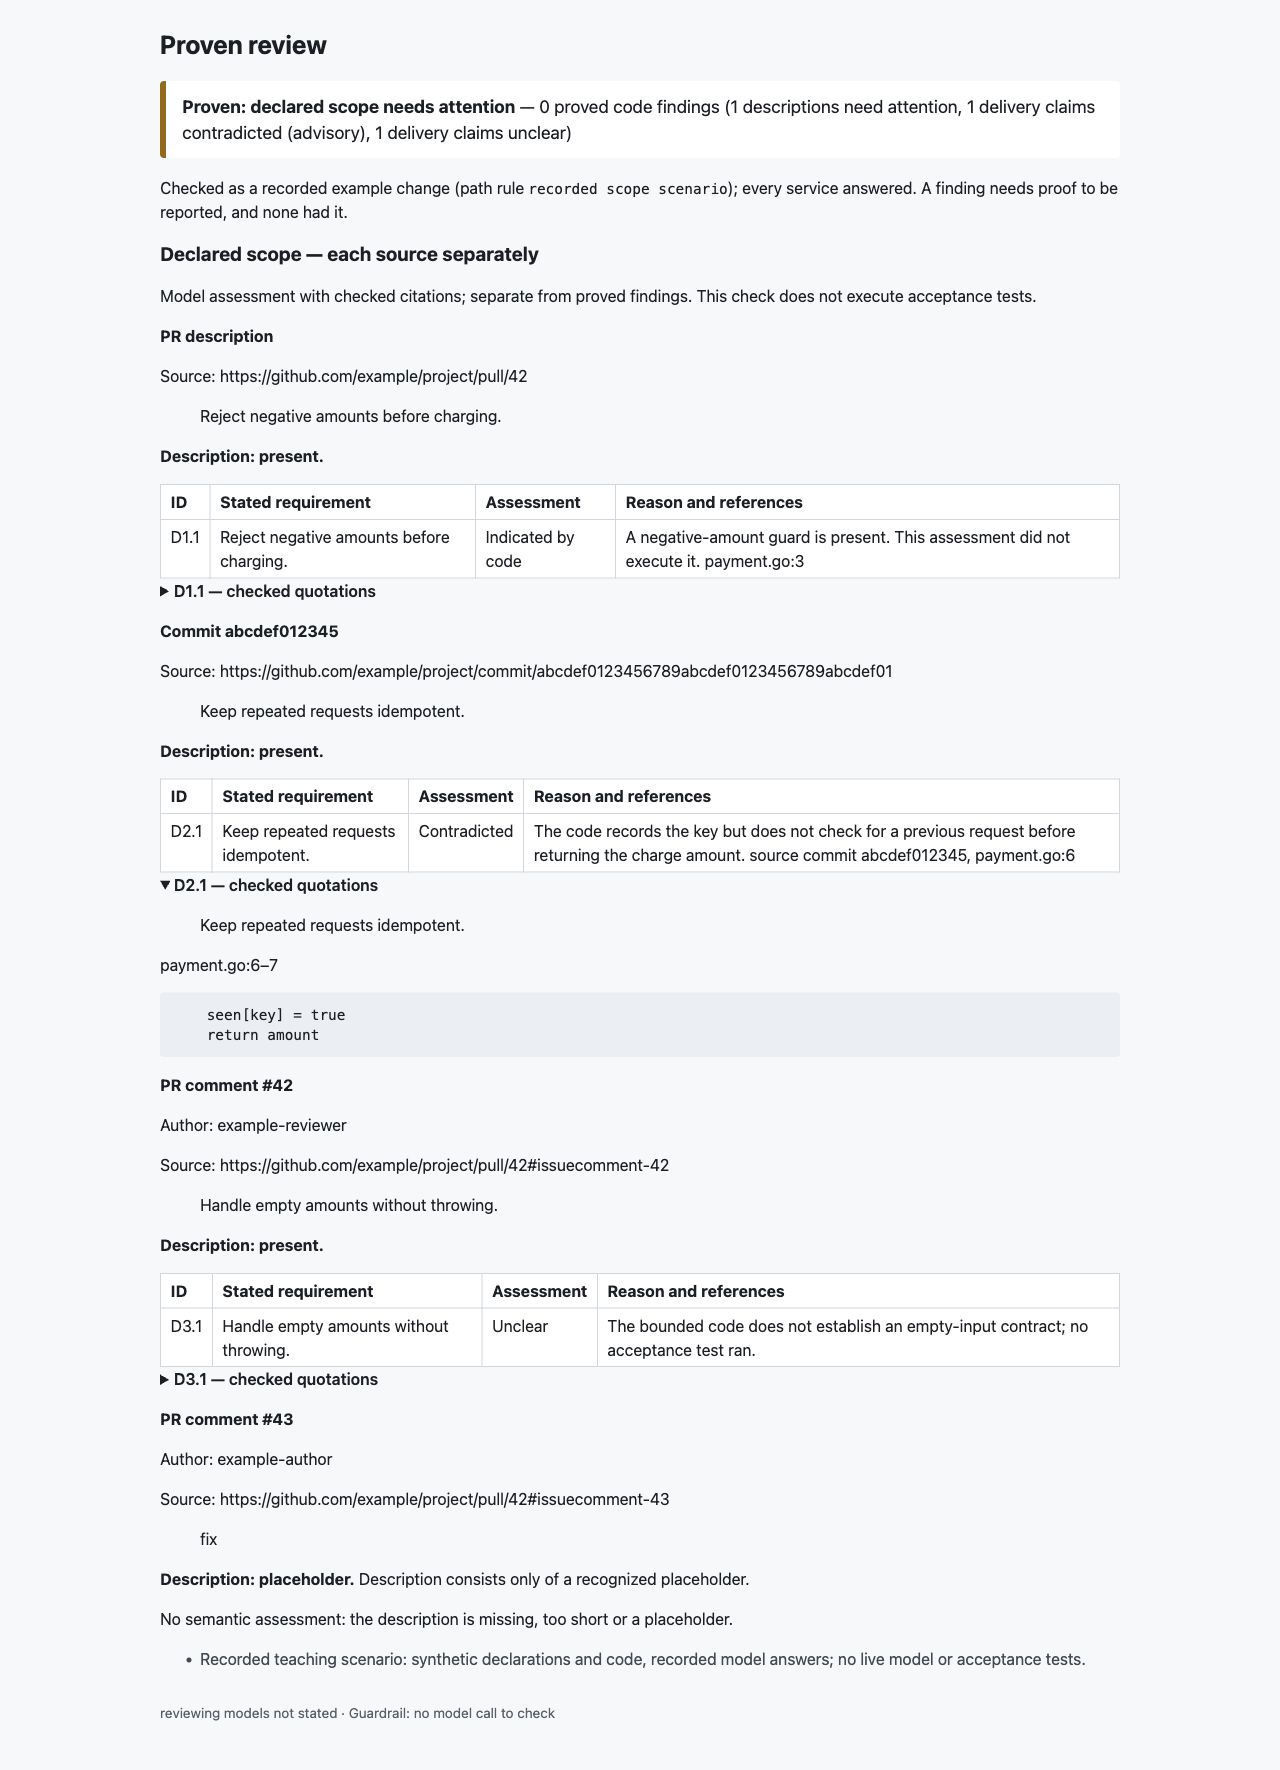 Proven review
Proven: declared scope needs attention — 0 proved code findings (1 descriptions need attention, 1 delivery claims
contradicted (advisory), 1 delivery claims unclear)
Checked as a recorded example change (path rule recorded scope scenario); every service answered. A finding needs proof to be
reported, and none had it.
Declared scope — each source separately
Model assessment with checked citations; separate from proved findings. This check does not execute acceptance tests.
PR description
Source: https://github.com/example/project/pull/42
Reject negative amounts before charging.
Description: present.
ID Stated requirement Assessment Reason and references
D1.1 Reject negative amounts before charging. Indicated by code A negative-amount guard is present. This assessment did not execute it. payment.go:3
▶ D1.1 — checked quotations
Commit abcdef012345
Source: https://github.com/example/project/commit/abcdef0123456789abcdef0123456789abcdef01
Keep repeated requests idempotent.
Description: present.
ID Stated requirement Assessment Reason and references
D2.1 Keep repeated requests idempotent. Contradicted The code records the key but does not check for a previous request before returning the charge amount. source commit abcdef012345, payment.go:6
▼ D2.1 — checked quotations
Keep repeated requests idempotent.
payment.go:6–7
seen[key] = true
return amount
PR comment #42
Author: example-reviewer
Source: https://github.com/example/project/pull/42#issuecomment-42
Handle empty amounts without throwing.
Description: present.
ID Stated requirement Assessment Reason and references
D3.1 Handle empty amounts without throwing. Unclear The bounded code does not establish an empty-input contract; no acceptance test ran.
▶ D3.1 — checked quotations
PR comment #43
Author: example-author
Source: https://github.com/example/project/pull/42#issuecomment-43
fix
Description: placeholder. Description consists only of a recognized placeholder.
No semantic assessment: the description is missing, too short or a placeholder.
• Recorded teaching scenario: synthetic declarations and code, recorded model answers; no live model or acceptance tests.
reviewing models not stated · Guardrail: no model call to check